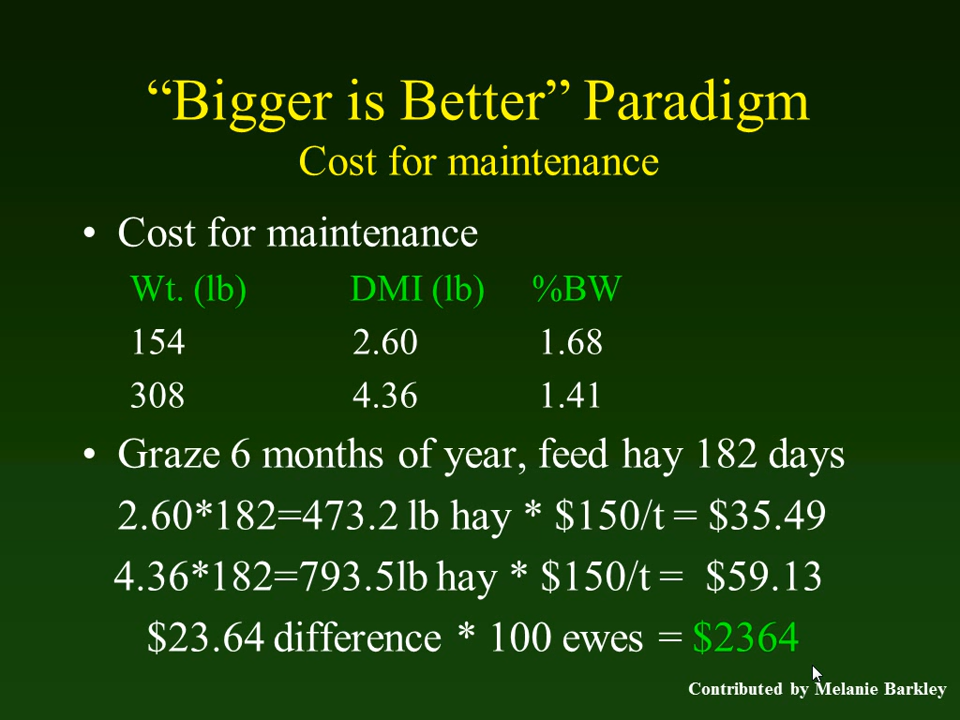 “Bigger is Better” Paradigm
Cost for maintenance
• Cost for maintenance
Wt. (lb) DMI (lb) %BW
154 2.60 1.68
308 4.36 1.41
• Graze 6 months of year, feed hay 182 days
2.60*182=473.2 lb hay * $150/t = $35.49
4.36*182=793.5lb hay * $150/t = $59.13
$23.64 difference * 100 ewes = $2364
Contributed by Melanie Barkley